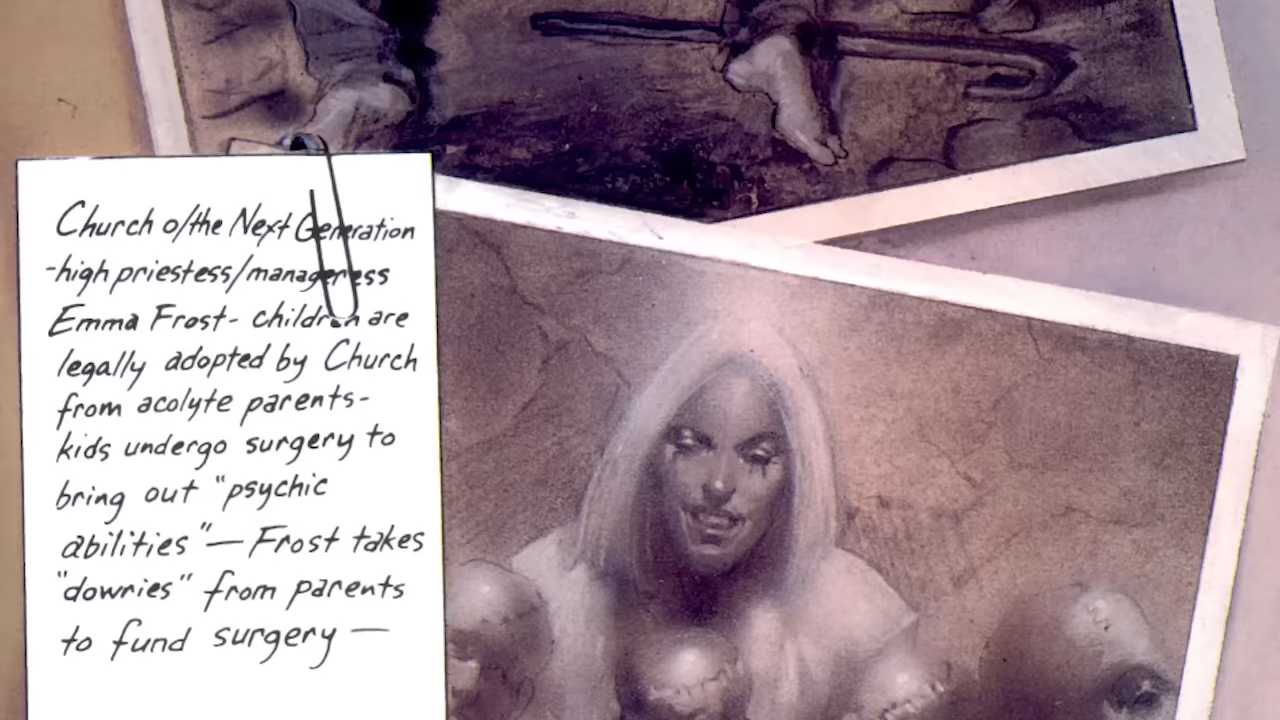 Church o/the Next Generation
-high priestess/manageress
Emma Frost- children are
legally adopted by Church
from acolyte parents-
kids undergo surgery to
bring out "psychic
abilities"— Frost takes
"dowries" from parents
to fund surgery —